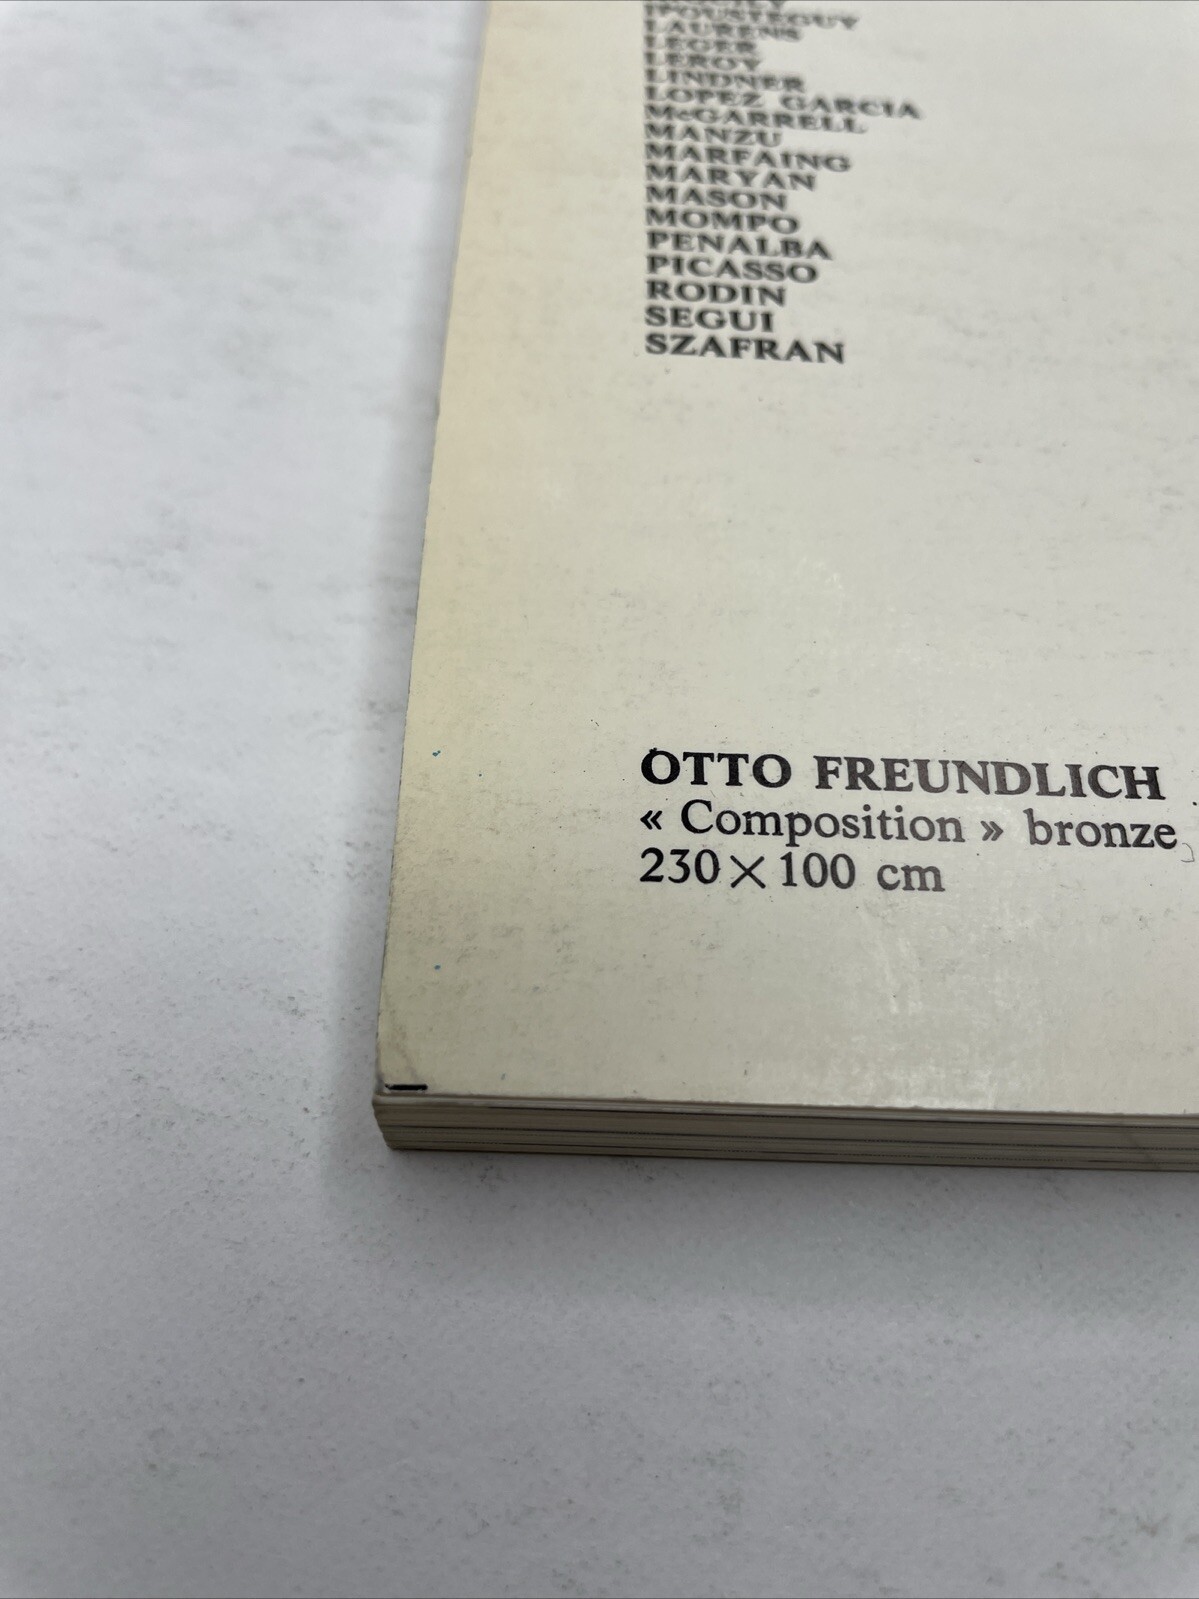 IPOUSTEGUY
LAURENS
LEGER
LEROY
LINDNER
LOPEZ GARCIA
McGARRELL
MANZU
MARFAING
MARYAN
MASON
MOMPO
PENALBA
PICASSO
RODIN
SEGUI
SZAFRAN
OTTO FREUNDLICH
« Composition » bronze
230 × 100 cm